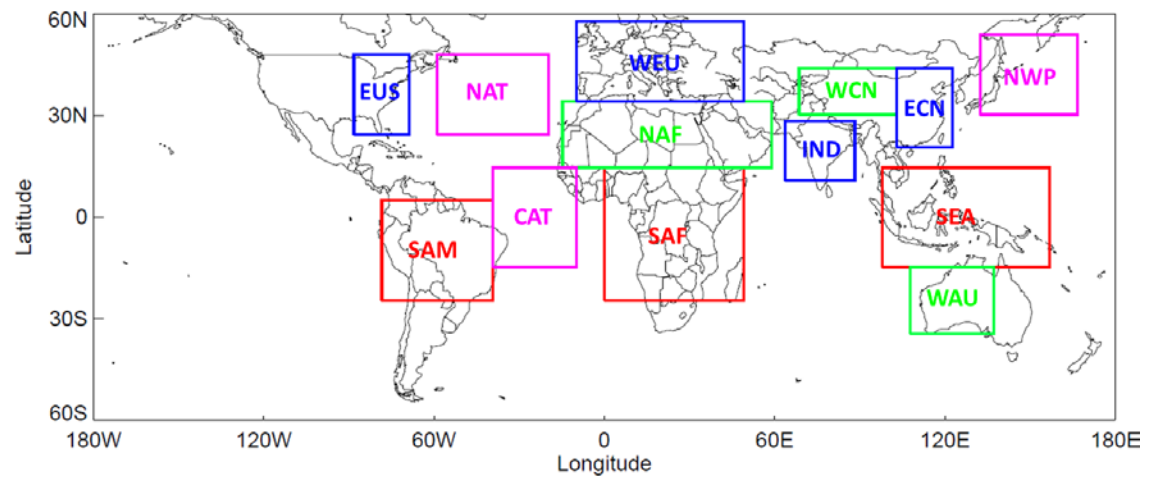 60N
WEU
EUS
NAT
WCN
NWP
ECN
30N
NAF
IND
Latitude
0
CAT
SEA
SAF
SAM
WAU
30S
60S
180W 120W 60W 0 60E 120E 180E
Longitude